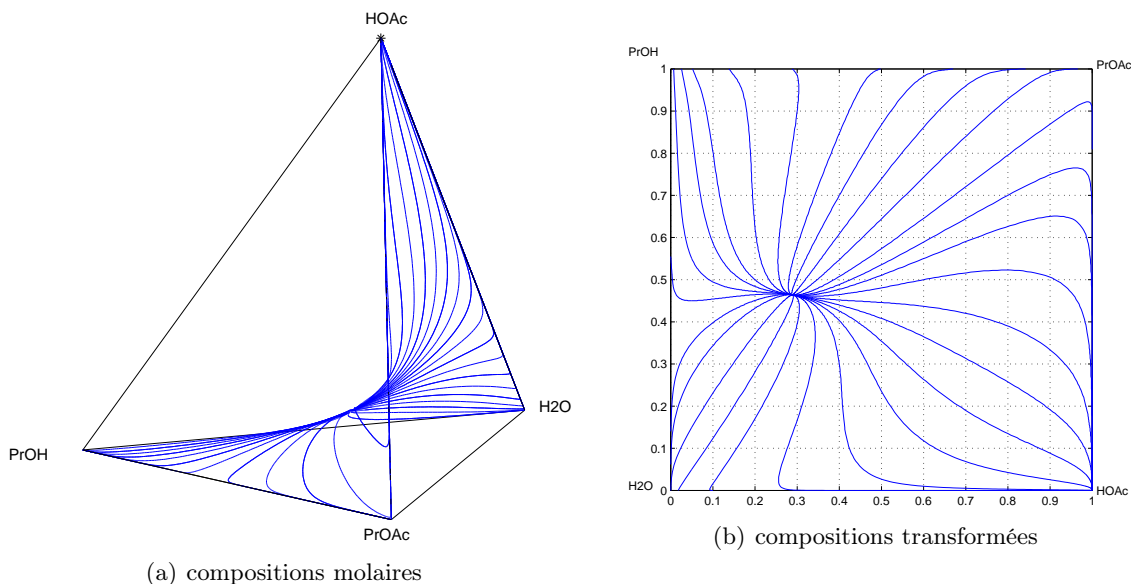 HOAc
H2O
PrOH
PrOAc
(a) compositions molaires
PrOH
PrOAc
1
0.9
0.8
0.7
0.6
0.5
0.4
0.3
0.2
0.1
0
H2O
HOAc
0 0.1 0.2 0.3 0.4 0.5 0.6 0.7 0.8 0.9 1
(b) compositions transformées